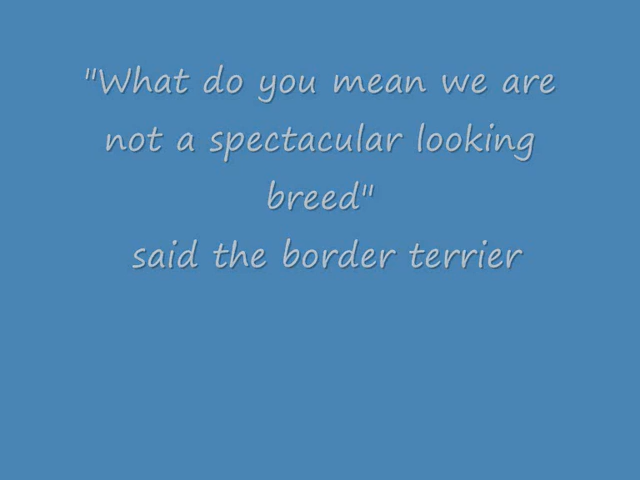 "What do you mean we are
not a spectacular looking
breed"
said the border terrier